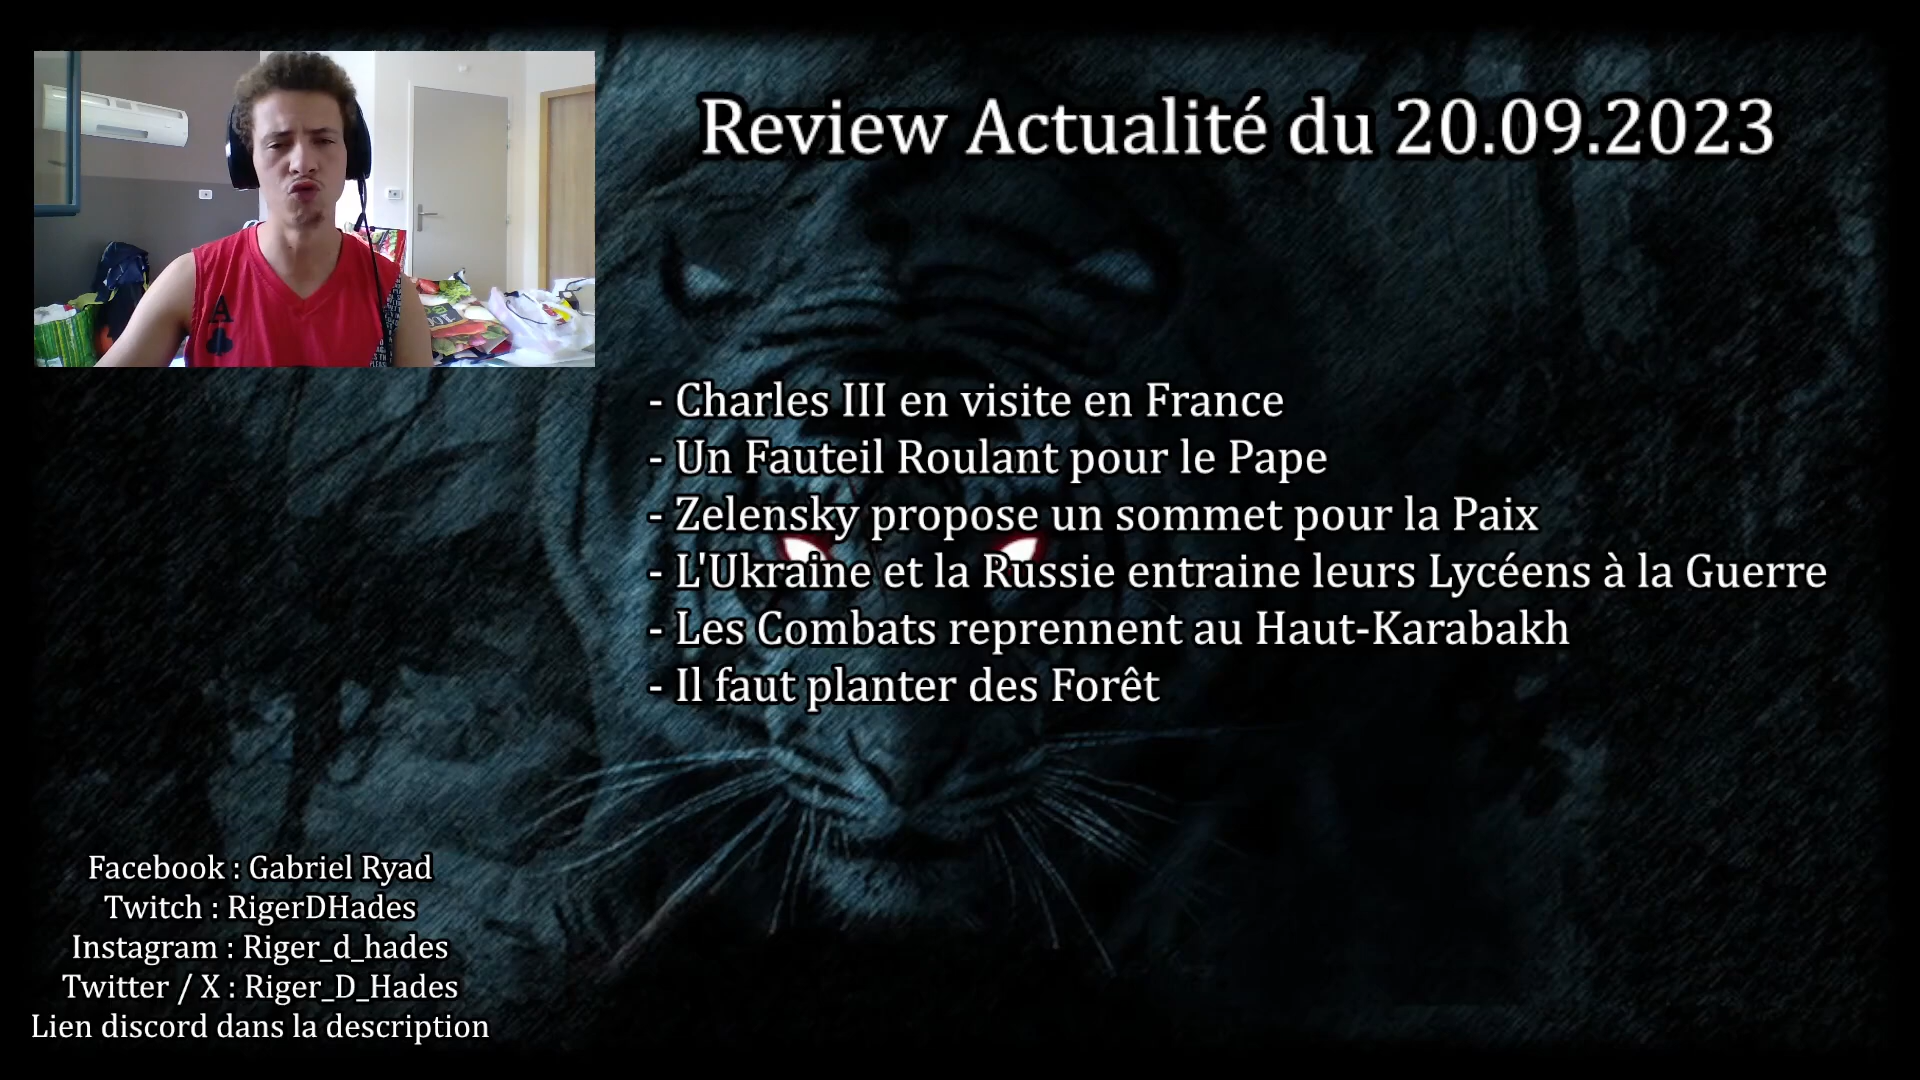 Review Actualité du 20.09.2023
A
- Charles III en visite en France
- Un Fauteil Roulant pour le Pape
- Zelensky propose un sommet pour la Paix
- L'Ukraine et la Russie entraine leurs Lycéens à la Guerre
- Les Combats reprennent au Haut-Karabakh
- Il faut planter des Forêt
Facebook : Gabriel Ryad
Twitch : RigerDHades
Instagram : Riger_d_hades
Twitter / X : Riger_D_Hades
Lien discord dans la description